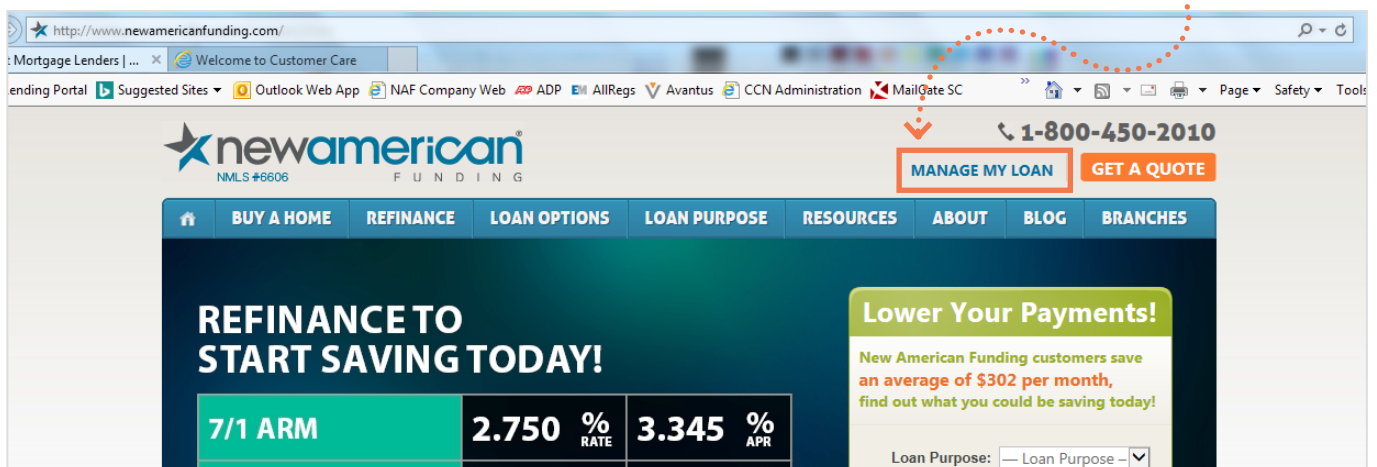 http://www.newamericanfunding.com/
t Mortgage Lenders | ... × Welcome to Customer Care
ending Portal Suggested Sites Outlook Web App NAF Company Web ADP AllRegs Avantus CCN Administration MailGate SC » Page Safety Tools
newamerican®
NMLS #6606 FUNDING
1-800-450-2010
MANAGE MY LOAN GET A QUOTE
BUY A HOME REFINANCE LOAN OPTIONS LOAN PURPOSE RESOURCES ABOUT BLOG BRANCHES
REFINANCE TO
START SAVING TODAY!
7/1 ARM 2.750 % RATE 3.345 % APR
Lower Your Payments!
New American Funding customers save
an average of $302 per month,
find out what you could be saving today!
Loan Purpose: — Loan Purpose –